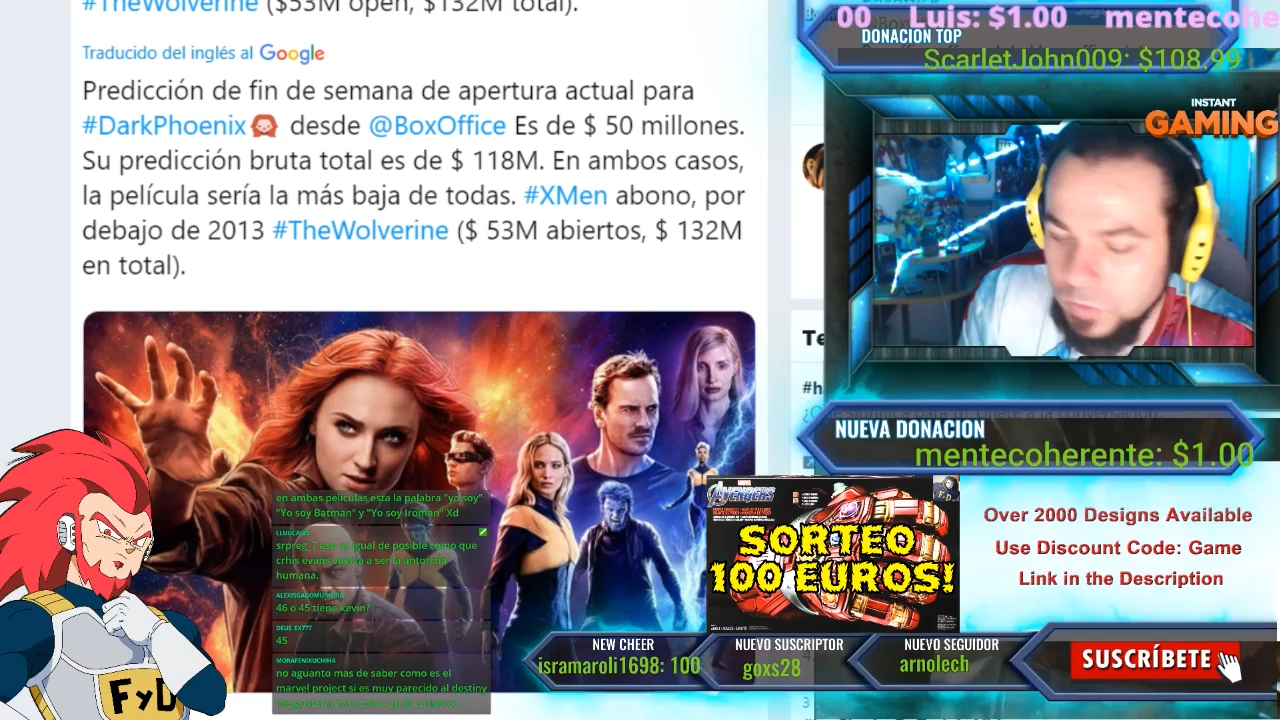 #TheWolverine ($53M open, $132M total).
Traducido del inglés al Google
Predicción de fin de semana de apertura actual para
#DarkPhoenix desde @BoxOffice Es de $ 50 millones.
Su predicción bruta total es de $ 118M. En ambos casos,
la película sería la más baja de todas. #XMen abono, por
debajo de 2013 #TheWolverine ($ 53M abiertos, $ 132M
en total).
00 Luis: $1.00 mentecohe
DONACION TOP
ScarletJohn009: $108.99
INSTANT
GAMING
Te
#h
NUEVA DONACION
mentecoherente: $1.00
en ambas peliculas esta la palabra "yo soy"
"Yo soy Batman" y "Yo soy Iroman" Xd
srpreg_7 eso es igual de posible como que
crhis evans vuelva a ser la antorcha
humana.
ALEXISGAGOMUNGUIA
46 o 45 tiene kevin?
DEUS EX777
45
MORAFENIXUCHIHA
no aguanto mas de saber como es el
marvel project si es muy parecido al destiny
MARVEL
AVENGERS
SORTEO
100 EUROS!
Over 2000 Designs Available
Use Discount Code: Game
Link in the Description
NEW CHEER
isramaroli1698: 100
NUEVO SUSCRIPTOR
goxs28
NUEVO SEGUIDOR
arnolech
SUSCRÍBETE
FyD